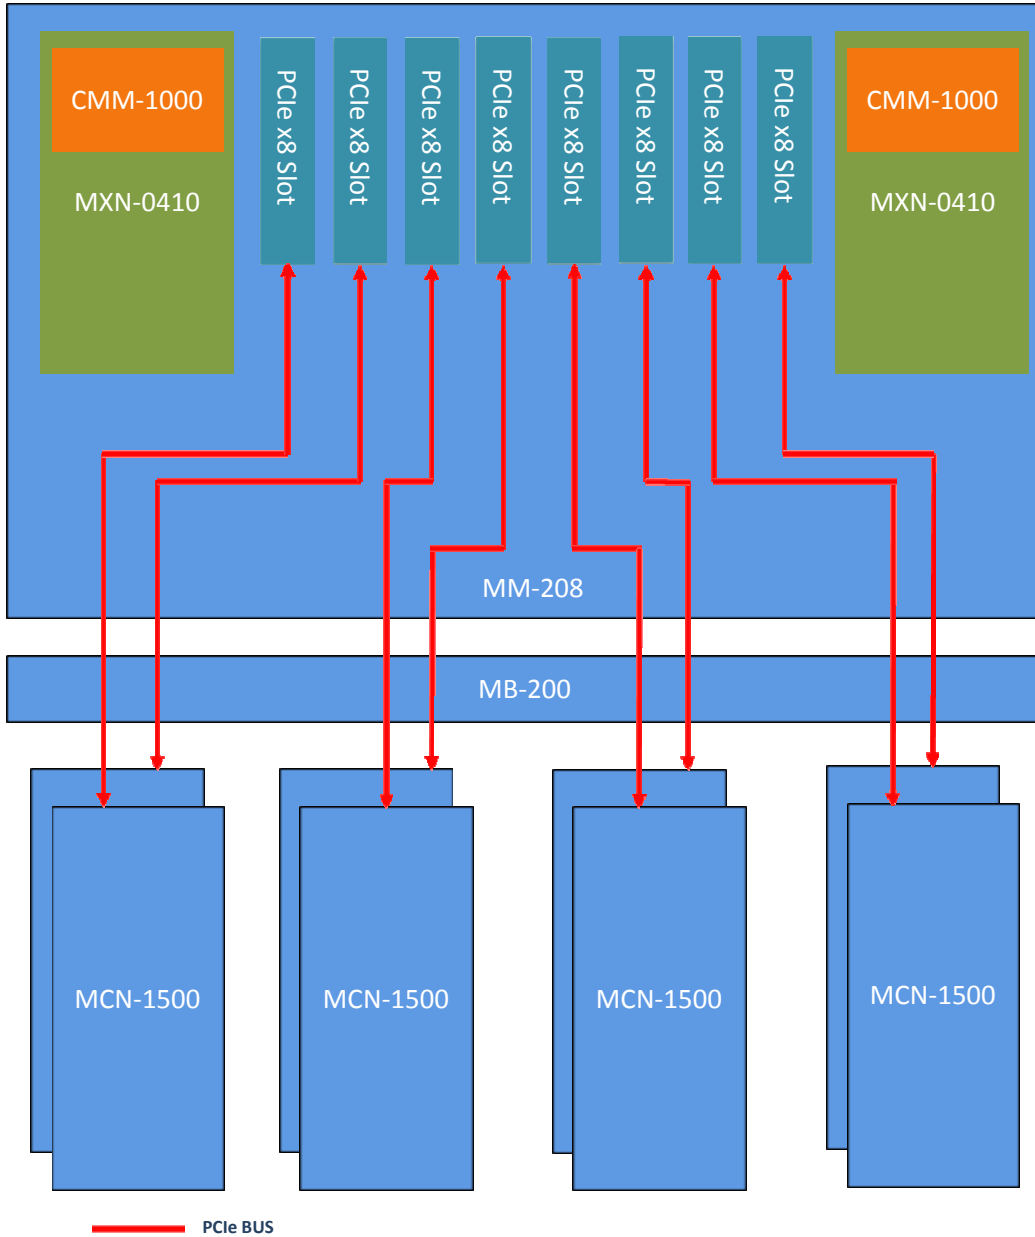 CMM-1000
MXN-0410
PCIe x8 Slot
PCIe x8 Slot
PCIe x8 Slot
PCIe x8 Slot
PCIe x8 Slot
PCIe x8 Slot
PCIe x8 Slot
PCIe x8 Slot
CMM-1000
MXN-0410
MM-208
MB-200
MCN-1500
MCN-1500
MCN-1500
MCN-1500
PCIe BUS